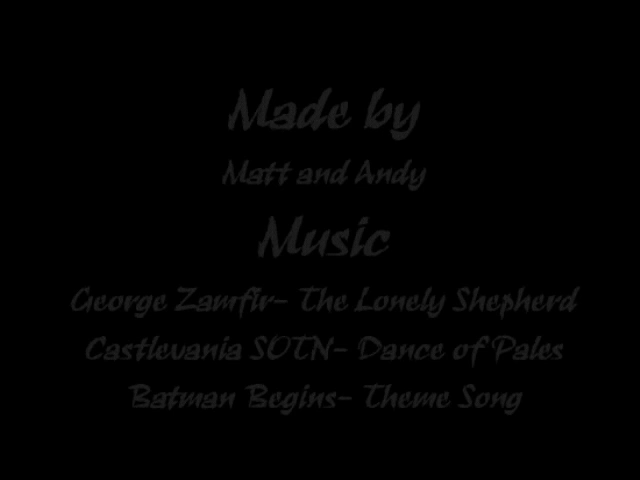 Made by
Matt and Andy
Music
George Zamfir- The Lonely Shepherd
Castlevania SOTN- Dance of Pales
Batman Begins- Theme Song